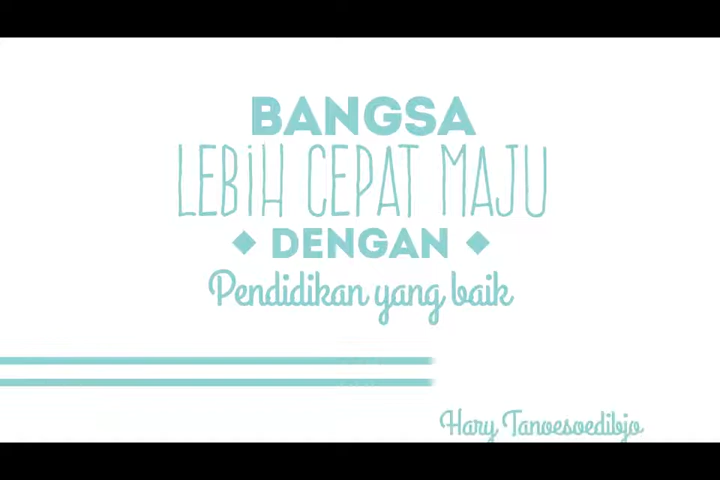 BANGSA
LEBIH CEPAT MAJU
DENGAN
Pendidikan yang baik
Hary Tanoesoedibjo